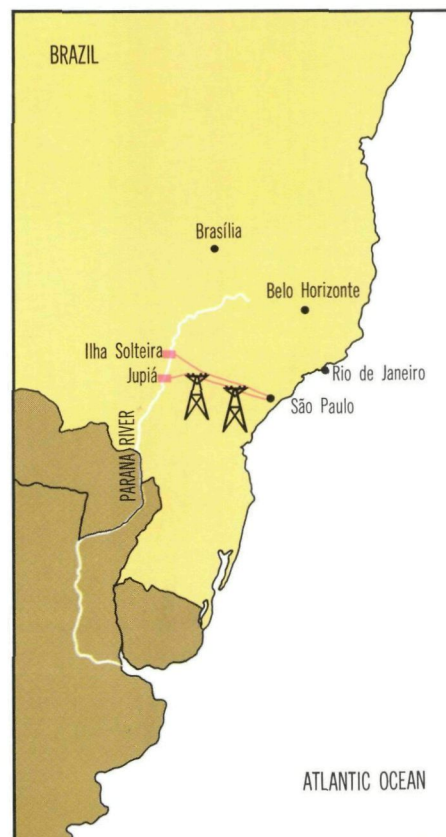 BRAZIL
Brasília
Belo Horizonte
Ilha Solteira
Rio de Janeiro
Jupiá
São Paulo
PARANA RIVER
ATLANTIC OCEAN